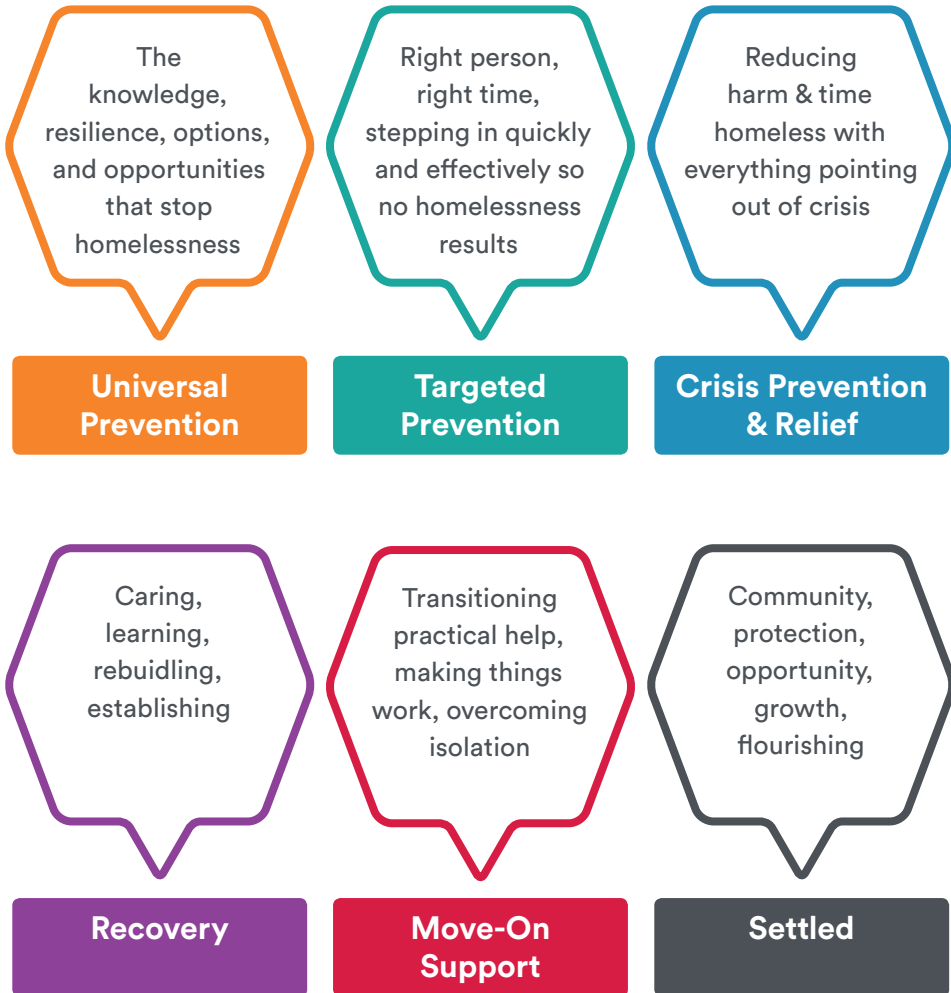 The
knowledge,
resilience, options,
and opportunities
that stop
homelessness
Universal
Prevention
Right person,
right time,
stepping in quickly
and effectively so
no homelessness
results
Targeted
Prevention
Reducing
harm & time
homeless with
everything pointing
out of crisis
Crisis Prevention
& Relief
Caring,
learning,
rebuidling,
establishing
Recovery
Transitioning
practical help,
making things
work, overcoming
isolation
Move-On
Support
Community,
protection,
opportunity,
growth,
flourishing
Settled